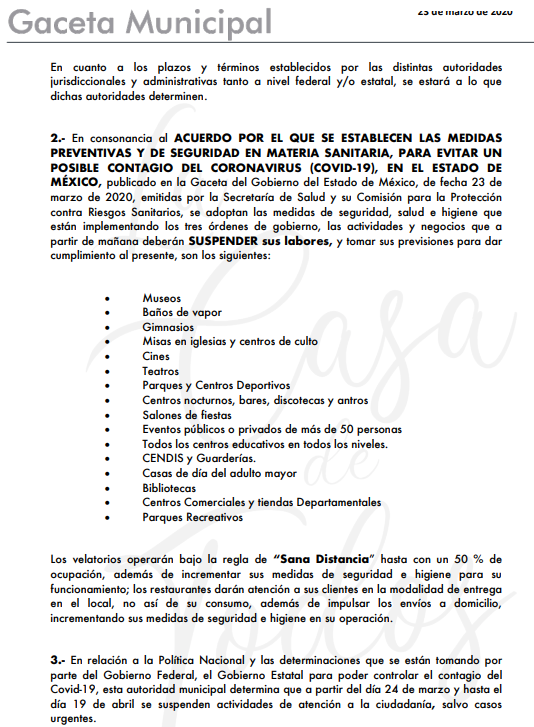 Gaceta Municipal
23 de marzo de 2020
En cuanto a los plazos y términos establecidos por las distintas autoridades
jurisdiccionales y administrativas tanto a nivel federal y/o estatal, se estará a lo que
dichas autoridades determinen.
2.- En consonancia al ACUERDO POR EL QUE SE ESTABLECEN LAS MEDIDAS
PREVENTIVAS Y DE SEGURIDAD EN MATERIA SANITARIA, PARA EVITAR UN
POSIBLE CONTAGIO DEL CORONAVIRUS (COVID-19), EN EL ESTADO DE
MÉXICO, publicado en la Gaceta del Gobierno del Estado de México, de fecha 23 de
marzo de 2020, emitidas por la Secretaría de Salud y su Comisión para la Protección
contra Riesgos Sanitarios, se adoptan las medidas de seguridad, salud e higiene que
están implementando los tres órdenes de gobierno, las actividades y negocios que a
partir de mañana deberán SUSPENDER sus labores, y tomar sus previsiones para dar
cumplimiento al presente, son los siguientes:
• Museos
• Baños de vapor
• Gimnasios
• Misas en iglesias y centros de culto
• Cines
• Teatros
• Parques y Centros Deportivos
• Centros nocturnos, bares, discotecas y antros
• Salones de fiestas
• Eventos públicos o privados de más de 50 personas
• Todos los centros educativos en todos los niveles.
• CENDIS y Guarderías.
• Casas de día del adulto mayor
• Bibliotecas
• Centros Comerciales y tiendas Departamentales
• Parques Recreativos
Los velatorios operarán bajo la regla de “Sana Distancia” hasta con un 50 % de
ocupación, además de incrementar sus medidas de seguridad e higiene para su
funcionamiento; los restaurantes darán atención a sus clientes en la modalidad de entrega
en el local, no así de su consumo, además de impulsar los envíos a domicilio,
incrementando sus medidas de seguridad e higiene en su operación.
3.- En relación a la Política Nacional y las determinaciones que se están tomando por
parte del Gobierno Federal, el Gobierno Estatal para poder controlar el contagio del
Covid-19, esta autoridad municipal determina que a partir del día 24 de marzo y hasta el
día 19 de abril se suspenden actividades de atención a la ciudadanía, salvo casos
urgentes.
Casa
de
Todos